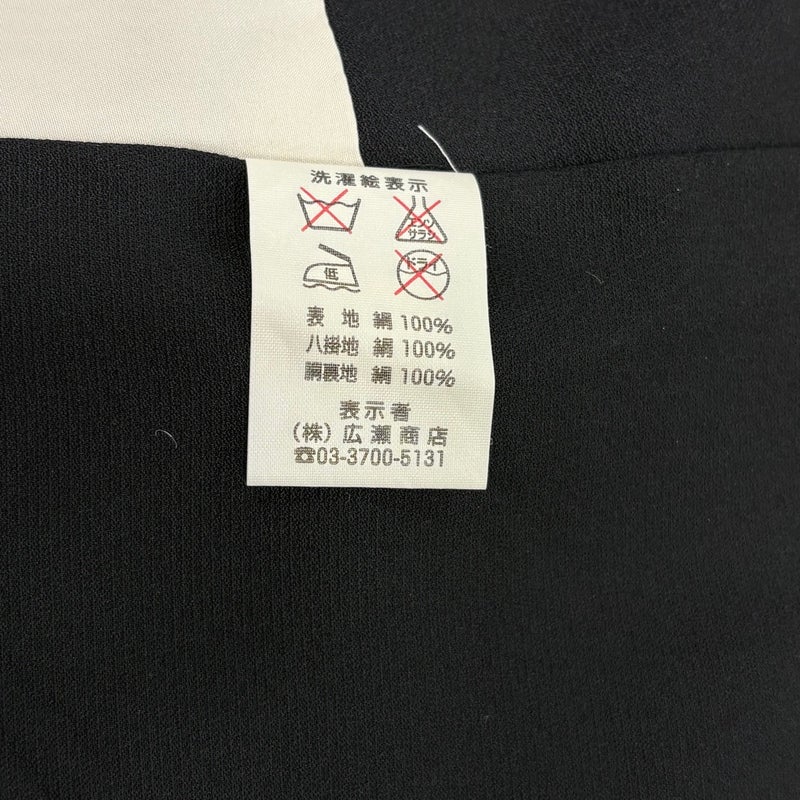 洗濯絵表示
エンソ
サラシ
低
ドライ
表 地 絹 100%
八掛地 絹 100%
胴裏地 絹 100%
表示者
(株)広瀬商店
☎03-3700-5131